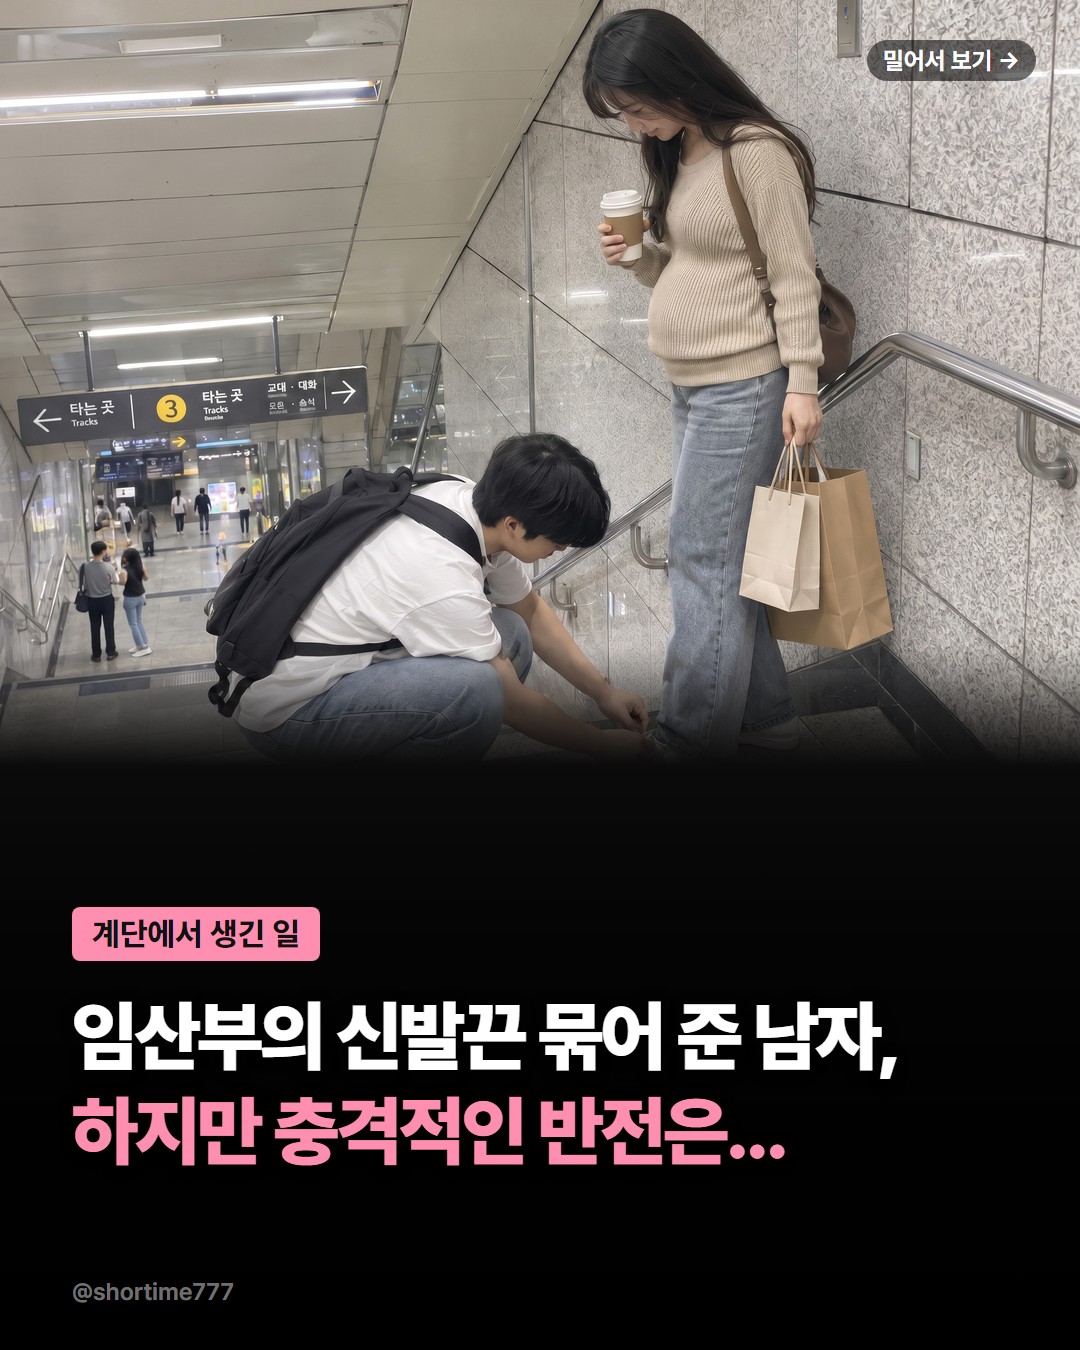 밀어서 보기 →
← 타는 곳
Tracks
3
타는 곳
Tracks
교대 · 대화
→
계단에서 생긴 일
임산부의 신발끈 묶어 준 남자,
하지만 충격적인 반전은...
@shortime777